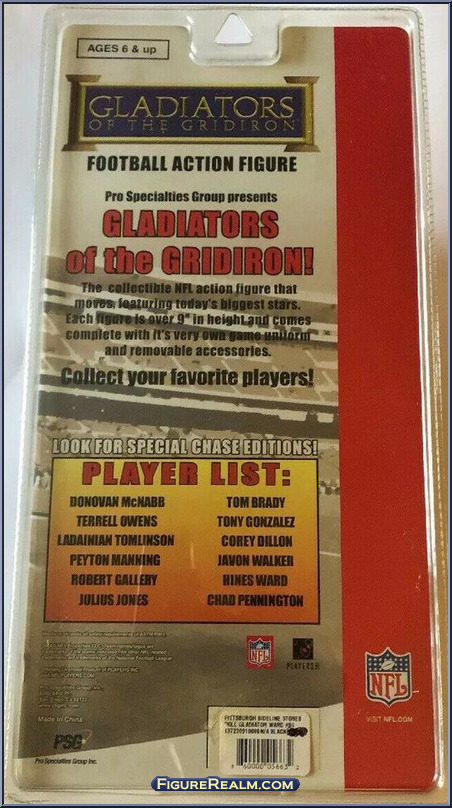 AGES 6 & up
GLADIATORS
OF THE GRIDIRON
FOOTBALL ACTION FIGURE
Pro Specialties Group presents
GLADIATORS
of the GRIDIRON!
The collectible NFL action figure that
moves, featuring today's biggest stars.
Each figure is over 9" in height and comes
complete with it's very own game uniform
and removable accessories.
Collect your favorite players!
LOOK FOR SPECIAL CHASE EDITIONS!
PLAYER LIST:
DONOVAN McNABB
TERRELL OWENS
LADAINIAN TOMLINSON
PEYTON MANNING
ROBERT GALLERY
JULIUS JONES
TOM BRADY
TONY GONZALEZ
COREY DILLON
JAVON WALKER
HINES WARD
CHAD PENNINGTON
NFL
PLAYERS
NFL
VISIT NFL.COM
Made in China
PSG
Pro Specialties Group Inc.
PITTSBURGH SIDELINE STORES
DOLL GLADIATOR WARD
BLACK
FIGUREREALM.COM